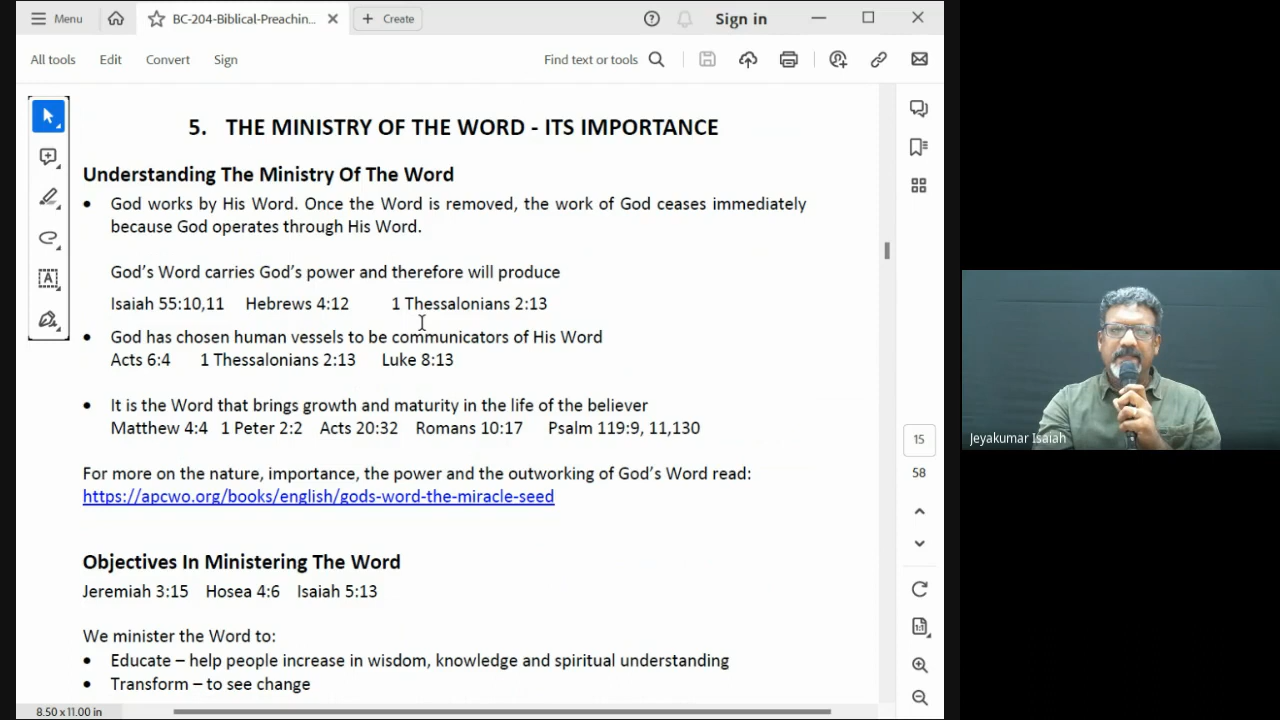 Menu
BC-204-Biblical-Preachin...
Create
Sign in
All tools
Edit
Convert
Sign
Find text or tools
5. THE MINISTRY OF THE WORD - ITS IMPORTANCE
Understanding The Ministry Of The Word
• God works by His Word. Once the Word is removed, the work of God ceases immediately
because God operates through His Word.
God's Word carries God's power and therefore will produce
Isaiah 55:10,11 Hebrews 4:12 1 Thessalonians 2:13
• God has chosen human vessels to be communicators of His Word
Acts 6:4 1 Thessalonians 2:13 Luke 8:13
• It is the Word that brings growth and maturity in the life of the believer
Matthew 4:4 1 Peter 2:2 Acts 20:32 Romans 10:17 Psalm 119:9, 11,130
For more on the nature, importance, the power and the outworking of God's Word read:
https://apcwo.org/books/english/gods-word-the-miracle-seed
Objectives In Ministering The Word
Jeremiah 3:15 Hosea 4:6 Isaiah 5:13
We minister the Word to:
• Educate – help people increase in wisdom, knowledge and spiritual understanding
• Transform – to see change
8.50 x 11.00 in
15
58
1:1
Jeyakumar Isaiah